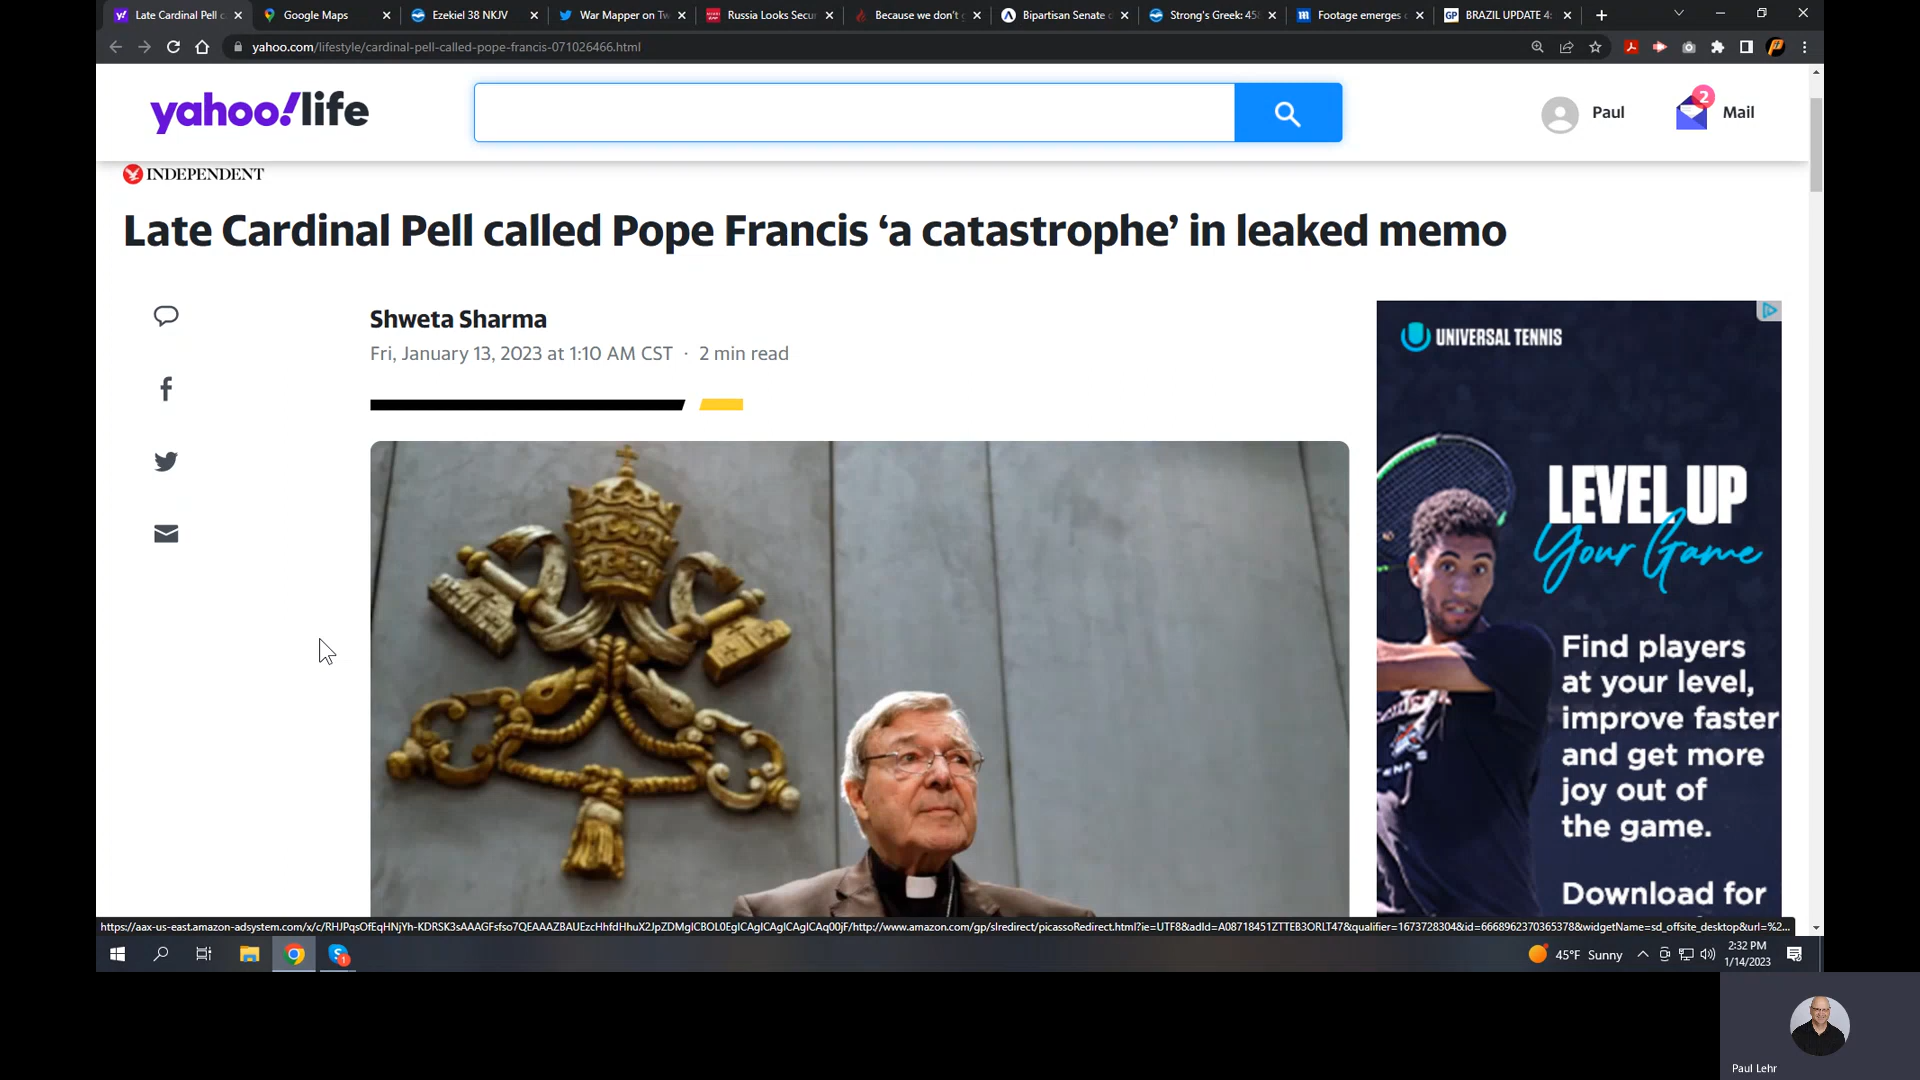 Late Cardinal Pell c
Google Maps
Ezekiel 38 NKJV
War Mapper on Tw
Russia Looks Secu
Because we don't g
Bipartisan Senate
Strong's Greek: 45
Footage emerges
BRAZIL UPDATE 4
yahoo.com/lifestyle/cardinal-pell-called-pope-francis-071026466.html
yahoo!life
Paul
2
Mail
INDEPENDENT
Late Cardinal Pell called Pope Francis ‘a catastrophe’ in leaked memo
Shweta Sharma
Fri, January 13, 2023 at 1:10 AM CST · 2 min read
UNIVERSAL TENNIS
LEVEL UP
Your Game
Find players
at your level,
improve faster
and get more
joy out of
the game.
Download for
45°F Sunny
2:32 PM
1/14/2023
Paul Lehr